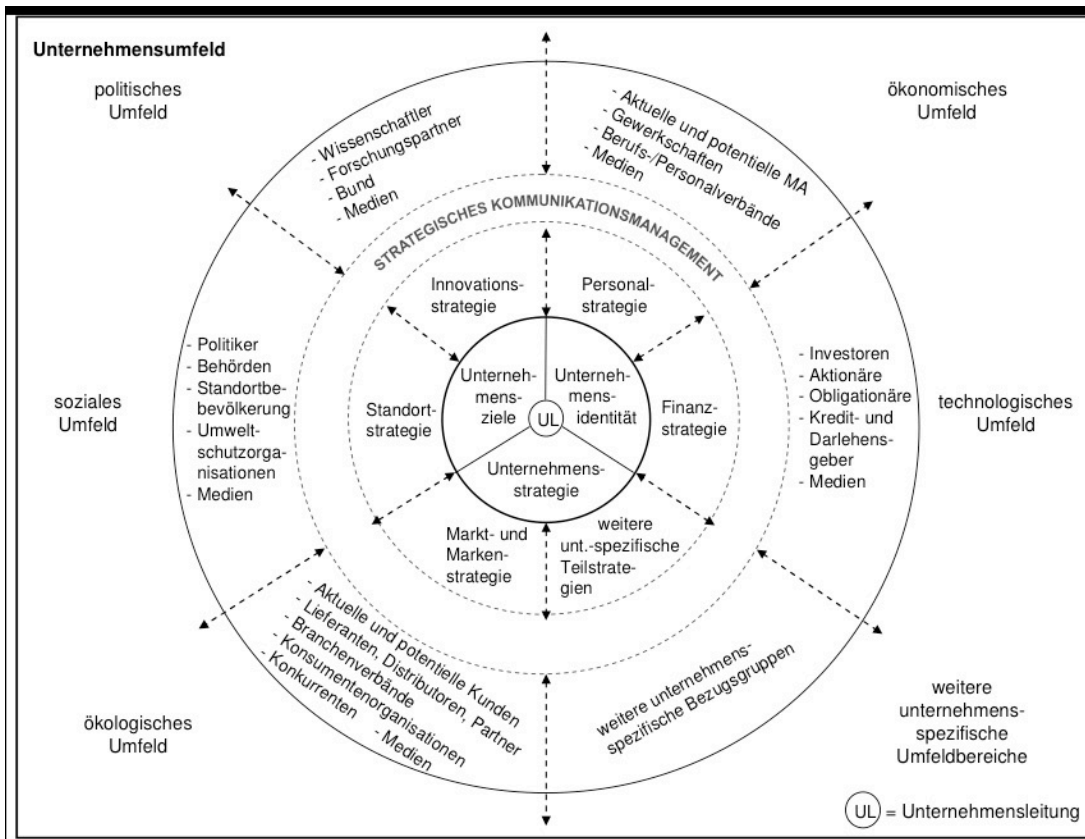 Unternehmensumfeld
politisches
Umfeld
ökonomisches
Umfeld
- Wissenschaftler
- Forschungspartner
- Bund
- Medien
- Aktuelle und potentielle MA
- Gewerkschaften
- Berufs-/Personalverbände
- Medien
STRATEGISCHES KOMMUNIKATIONSMANAGEMENT
Innovations-
strategie
Personal-
strategie
soziales
Umfeld
- Politiker
- Behörden
- Standortbe-
bevölkerung
- Umwelt-
schutzorga-
nisationen
- Medien
Standort-
strategie
Unterneh-
mens-
ziele
Unterneh-
mens-
identität
UL
Unternehmens-
strategie
Finanz-
strategie
- Investoren
- Aktionäre
- Obligationäre
- Kredit- und
Darlehens-
geber
- Medien
technologisches
Umfeld
Markt- und
Marken-
strategie
weitere
unt.-spezifische
Teilstrate-
gien
ökologisches
Umfeld
- Aktuelle und potentielle Kunden
- Lieferanten, Distributoren, Partner
- Branchenverbände
- Konsumentenorganisationen
- Konkurrenten
- Medien
weitere unternehmens-
spezifische Bezugsgruppen
weitere
unternehmens-
spezifische
Umfeldbereiche
UL = Unternehmensleitung